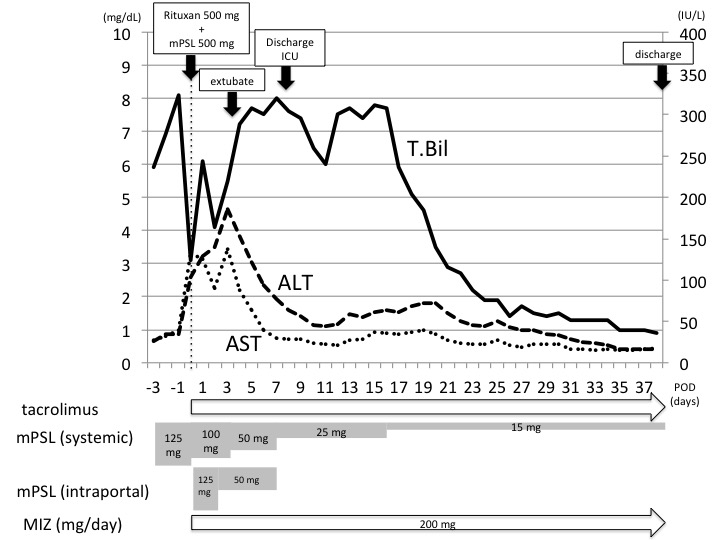 (mg/dL)
Rituxan 500 mg
+
mPSL 500 mg
Discharge
ICU
extubate
(IU/L)
discharge
10
9
8
7
6
5
4
3
2
1
0
400
350
300
250
200
150
100
50
0
T.Bil
ALT
AST
-3 -1 1 3 5 7 9 11 13 15 17 19 21 23 25 27 29 31 33 35 37
POD
(days)
tacrolimus
mPSL (systemic)
125
mg
100
mg
50 mg
25 mg
15 mg
mPSL (intraportal)
125
mg
50 mg
MIZ (mg/day)
200 mg